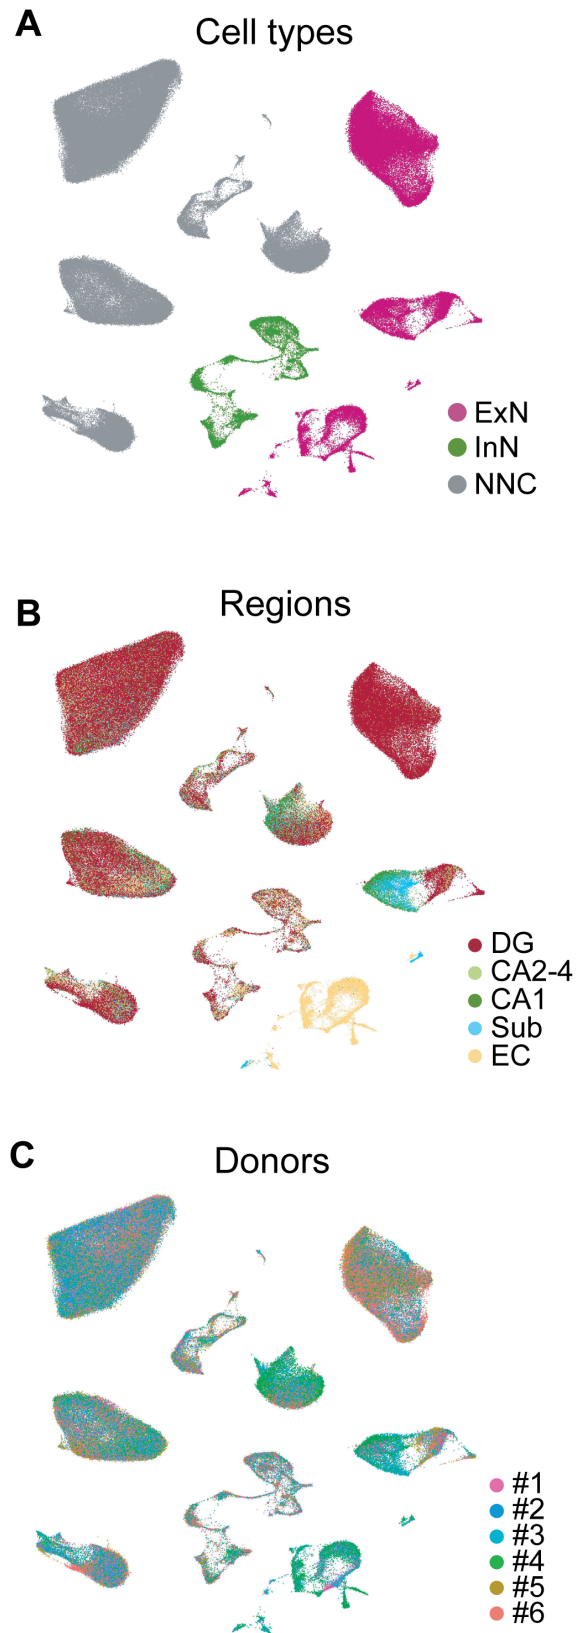 A
Cell types
ExN
InN
NNC
B
Regions
DG
CA2-4
CA1
Sub
EC
C
Donors
#1
#2
#3
#4
#5
#6